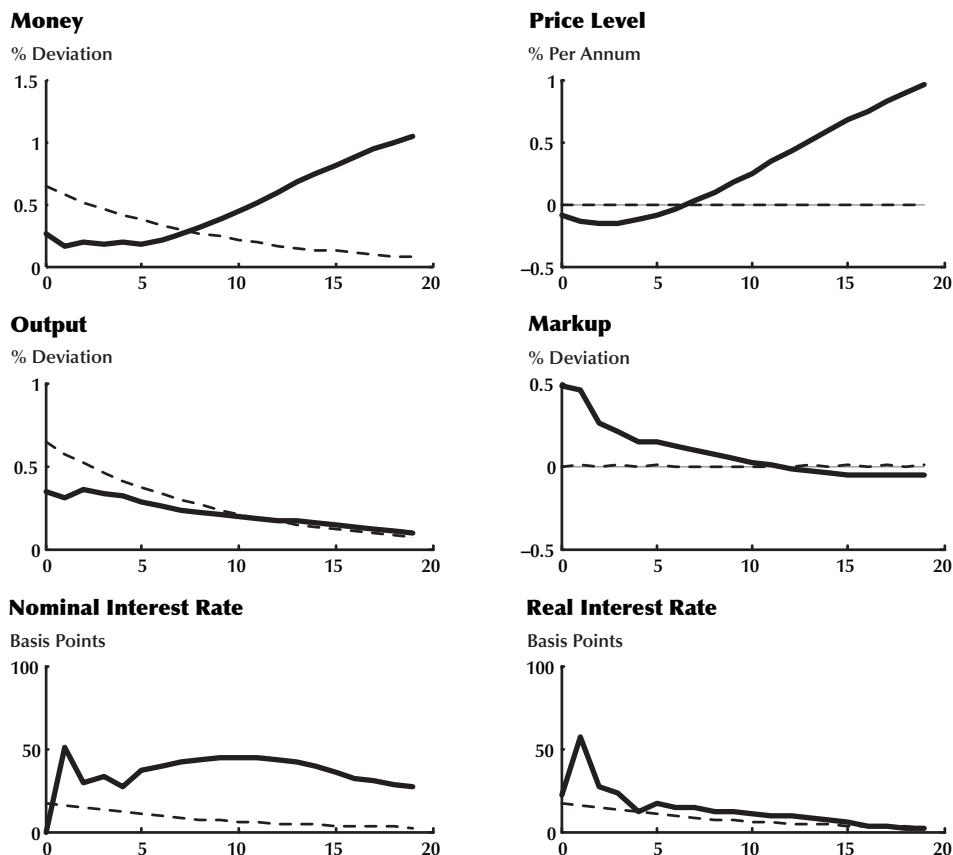 Money
% Deviation
1.5
1
0.5
0
0 5 10 15 20
Price Level
% Per Annum
1
0.5
0
–0.5
0 5 10 15 20
Output
% Deviation
1
0.5
0
0 5 10 15 20
Markup
% Deviation
0.5
0
–0.5
0 5 10 15 20
Nominal Interest Rate
Basis Points
100
50
0
0 5 10 15 20
Real Interest Rate
Basis Points
100
50
0
0 5 10 15 20